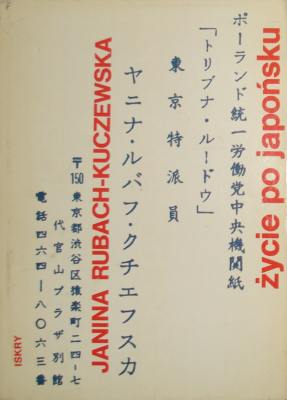 życie po japońsku
ポーランド統一労働党中央機関紙
「トリブナ・ルードウ」
東京特派員
ヤニナ・ルバフ・クチエフスカ
JANINA RUBACH-KUCZEWSKA
〒150 東京都渋谷区猿楽町二四-七
代官山プラザ別館
電話四六四-八〇六三番
ISKRY